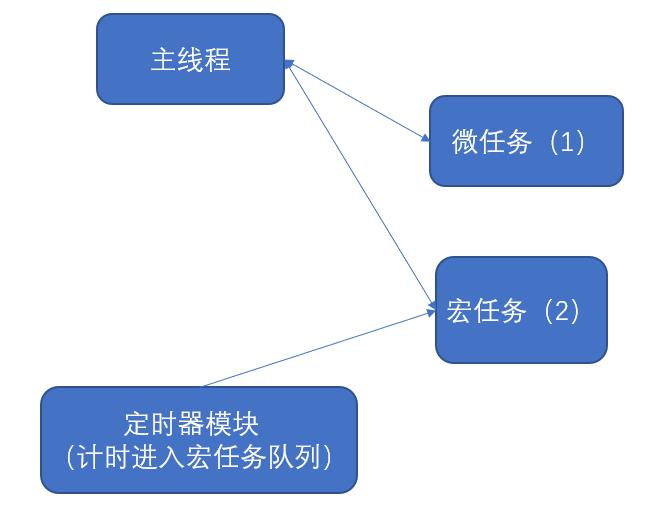 主线程
微任务（1）
宏任务（2）
定时器模块
（计时进入宏任务队列）